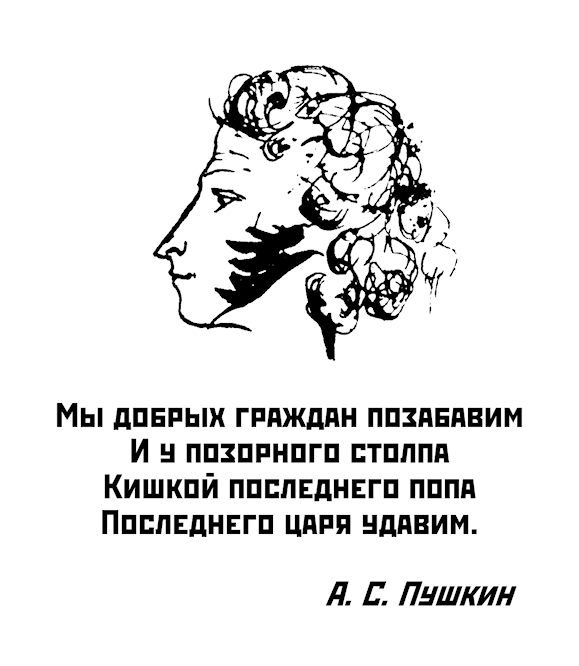 Мы добрых граждан позабавим
И у позорного столпа
Кишкой последнего попа
Последнего царя удавим.
А. С. Пушкин